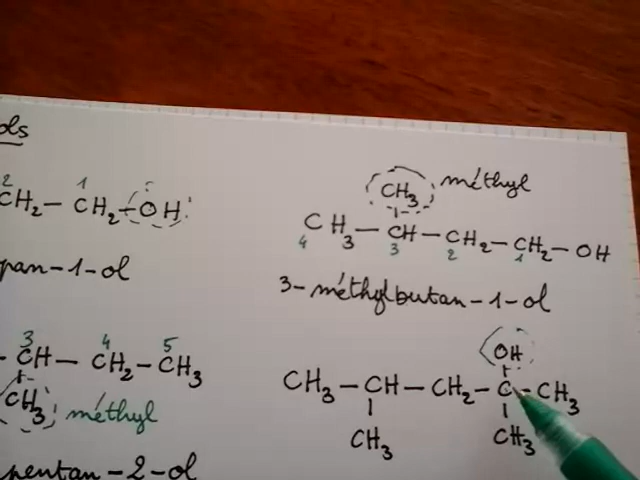 ols
2 1
CH2 – CH2 – OH
pan-1-ol
3 4 5
- CH – CH2 – CH3
CH3 méthyl
pentan-2-ol
CH3 méthyl
CH3 – CH – CH2 – CH2 – OH
4 3 2 1
3-méthylbutan-1-ol
OH
CH3 – CH – CH2 – C – CH3
CH3 CH3